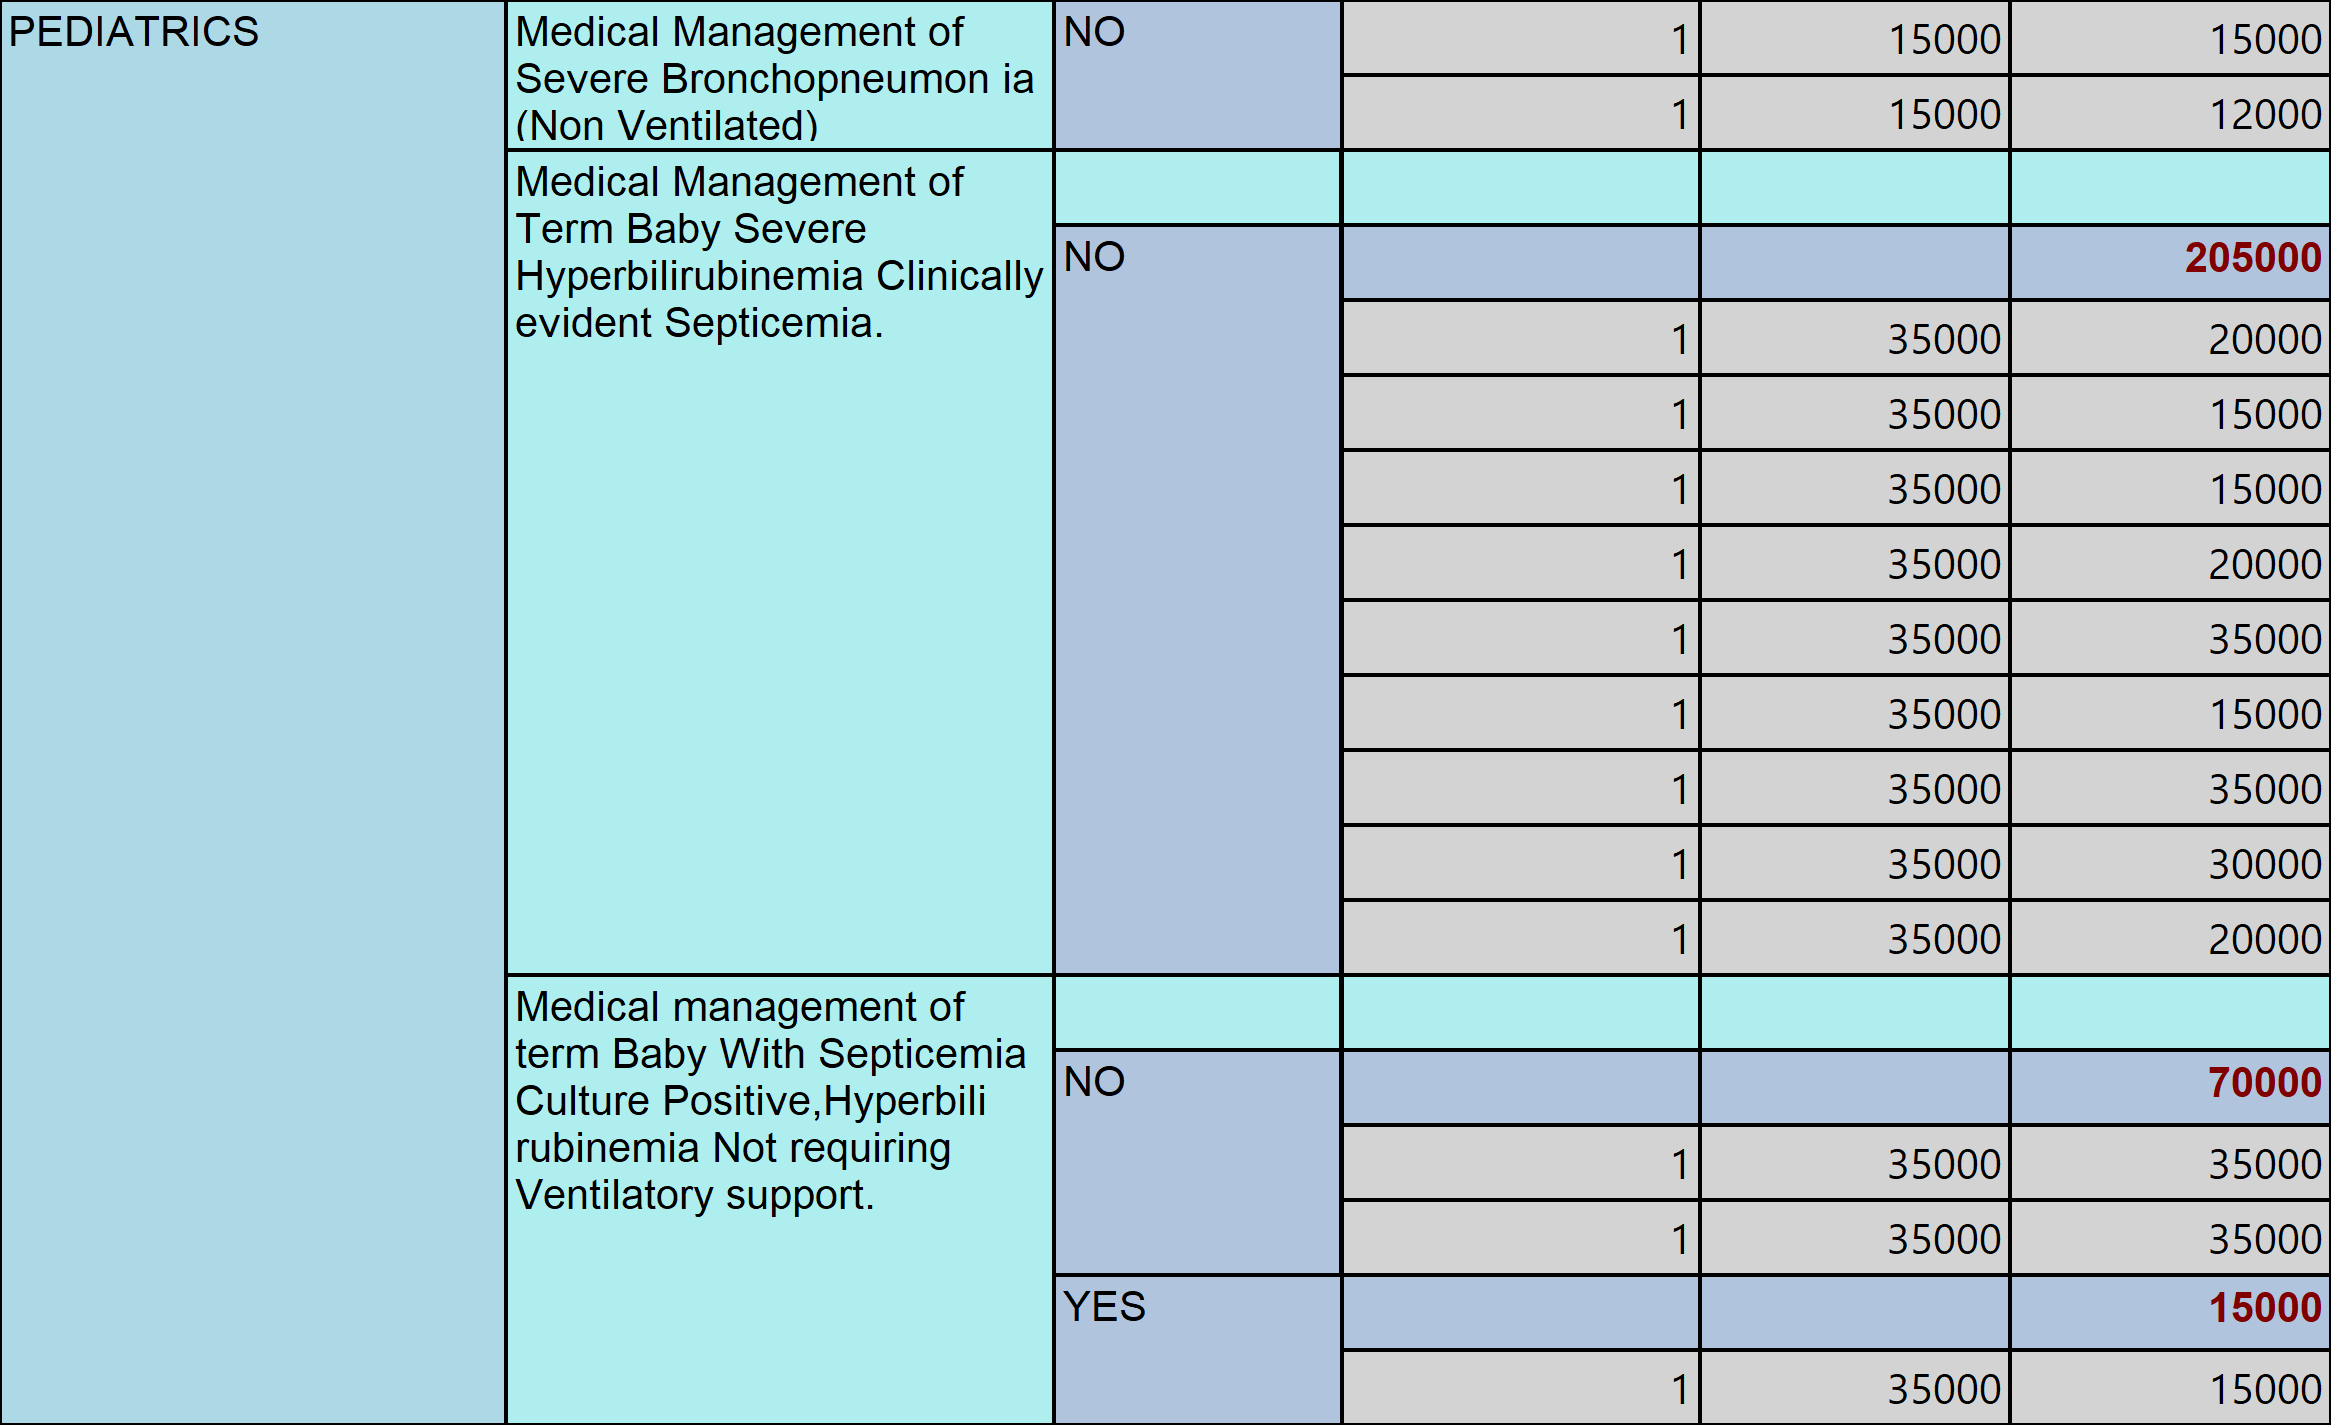 PEDIATRICS
Medical Management of
Severe Bronchopneumon ia
(Non Ventilated)
NO
1 15000 15000
1 15000 12000
Medical Management of
Term Baby Severe
Hyperbilirubinemia Clinically
evident Septicemia.
NO
205000
1 35000 20000
1 35000 15000
1 35000 15000
1 35000 20000
1 35000 35000
1 35000 15000
1 35000 35000
1 35000 30000
1 35000 20000
Medical management of
term Baby With Septicemia
Culture Positive,Hyperbili
rubinemia Not requiring
Ventilatory support.
NO
70000
1 35000 35000
1 35000 35000
YES
15000
1 35000 15000